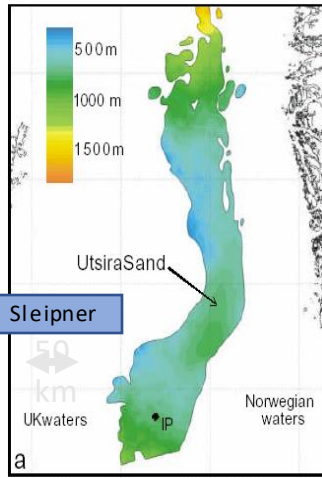 500m
1000 m
1500m
UtsiraSand
Sleipner
50
km
UKwaters
IP
Norwegian
waters
a